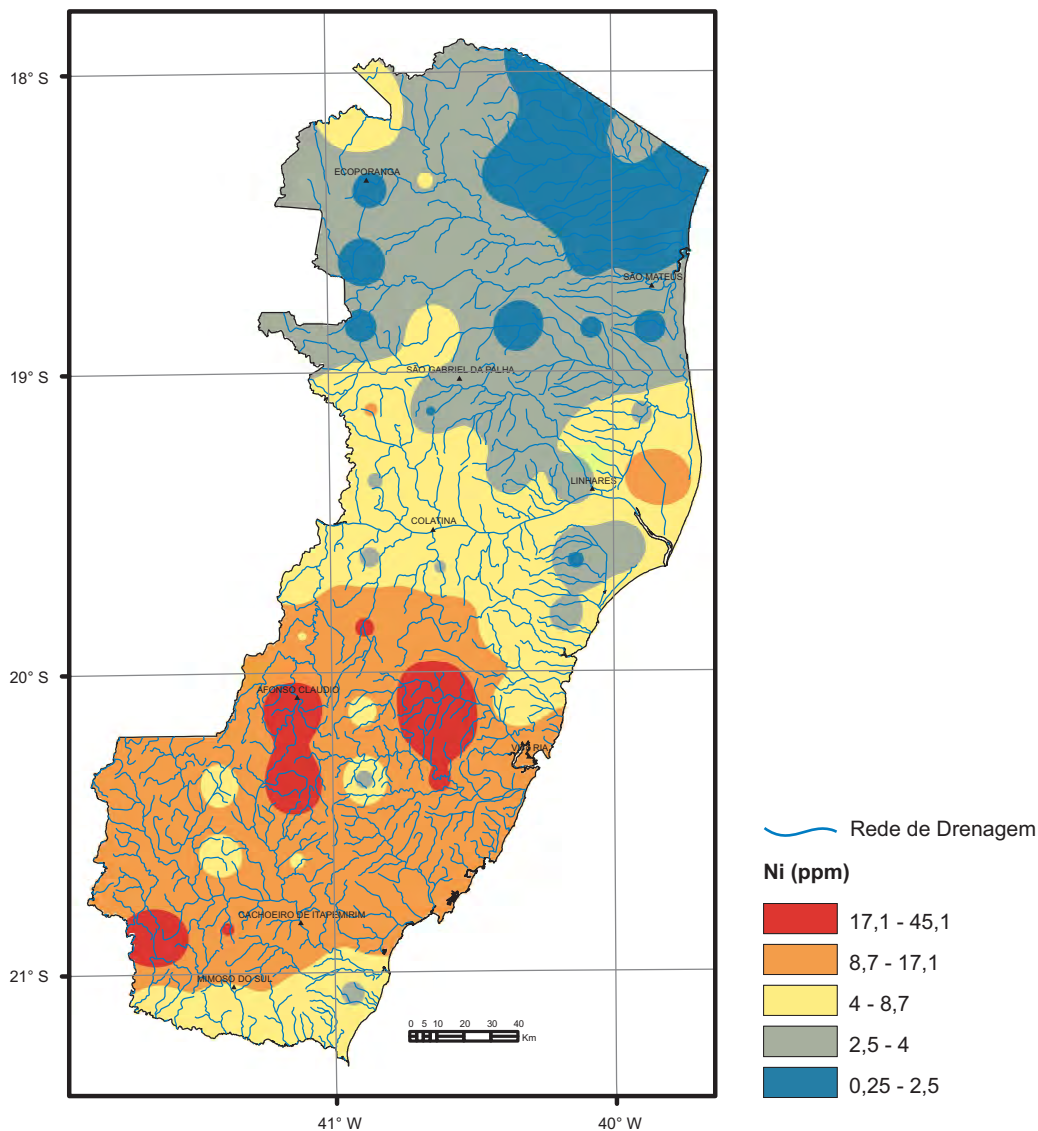 18° S
ECOPORANGA
SÃO MATEUS
19° S
SÃO GABRIEL DA PALHA
LINHARES
COLATINA
20° S
AFONSO CLAUDIO
CACHOEIRO DE ITAPEMIRIM
21° S
MIMOSO DO SUL
0 5 10 20 30 40
Km
41° W
40° W
Rede de Drenagem
Ni (ppm)
17,1 - 45,1
8,7 - 17,1
4 - 8,7
2,5 - 4
0,25 - 2,5